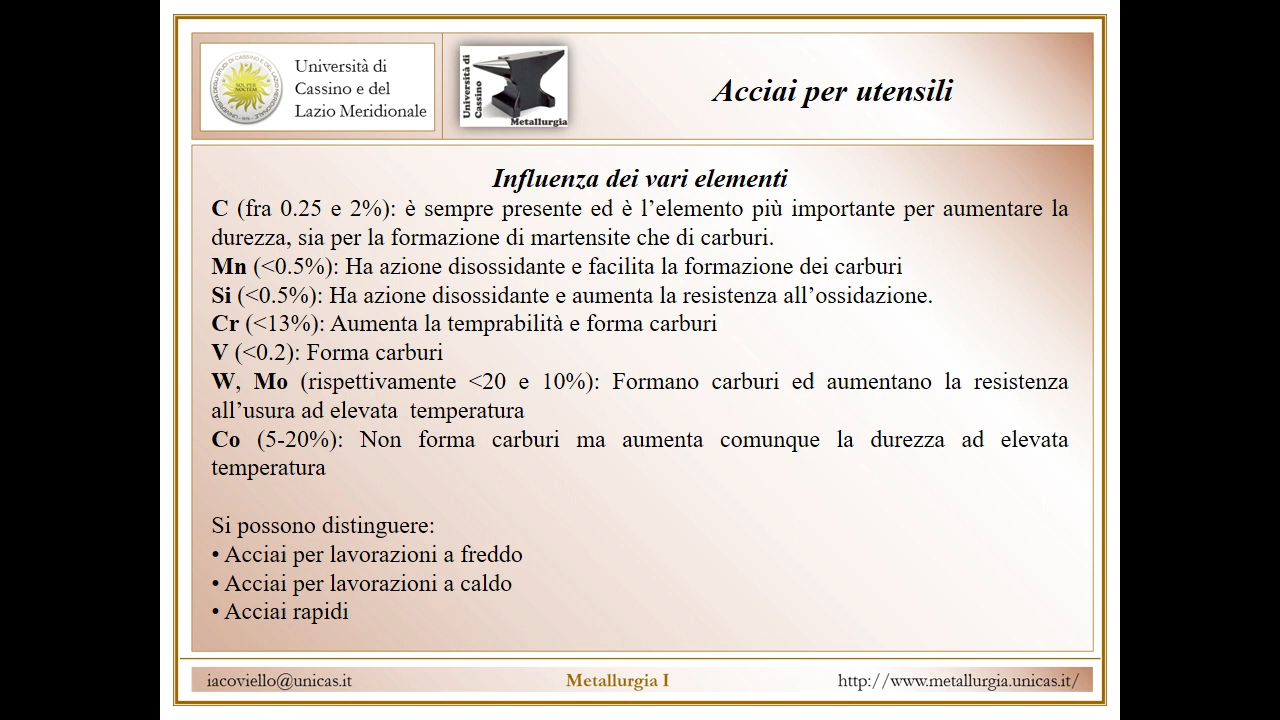 Università di
Cassino e del
Lazio Meridionale
Università di
Cassino
Metallurgia
Acciai per utensili
Influenza dei vari elementi
C (fra 0.25 e 2%): è sempre presente ed è l’elemento più importante per aumentare la
durezza, sia per la formazione di martensite che di carburi.
Mn (<0.5%): Ha azione disossidante e facilita la formazione dei carburi
Si (<0.5%): Ha azione disossidante e aumenta la resistenza all’ossidazione.
Cr (<13%): Aumenta la temprabilità e forma carburi
V (<0.2): Forma carburi
W, Mo (rispettivamente <20 e 10%): Formano carburi ed aumentano la resistenza
all’usura ad elevata  temperatura
Co (5-20%): Non forma carburi ma aumenta comunque la durezza ad elevata
temperatura
Si possono distinguere:
• Acciai per lavorazioni a freddo
• Acciai per lavorazioni a caldo
• Acciai rapidi
iacoviello@unicas.it
Metallurgia I
http://www.metallurgia.unicas.it/